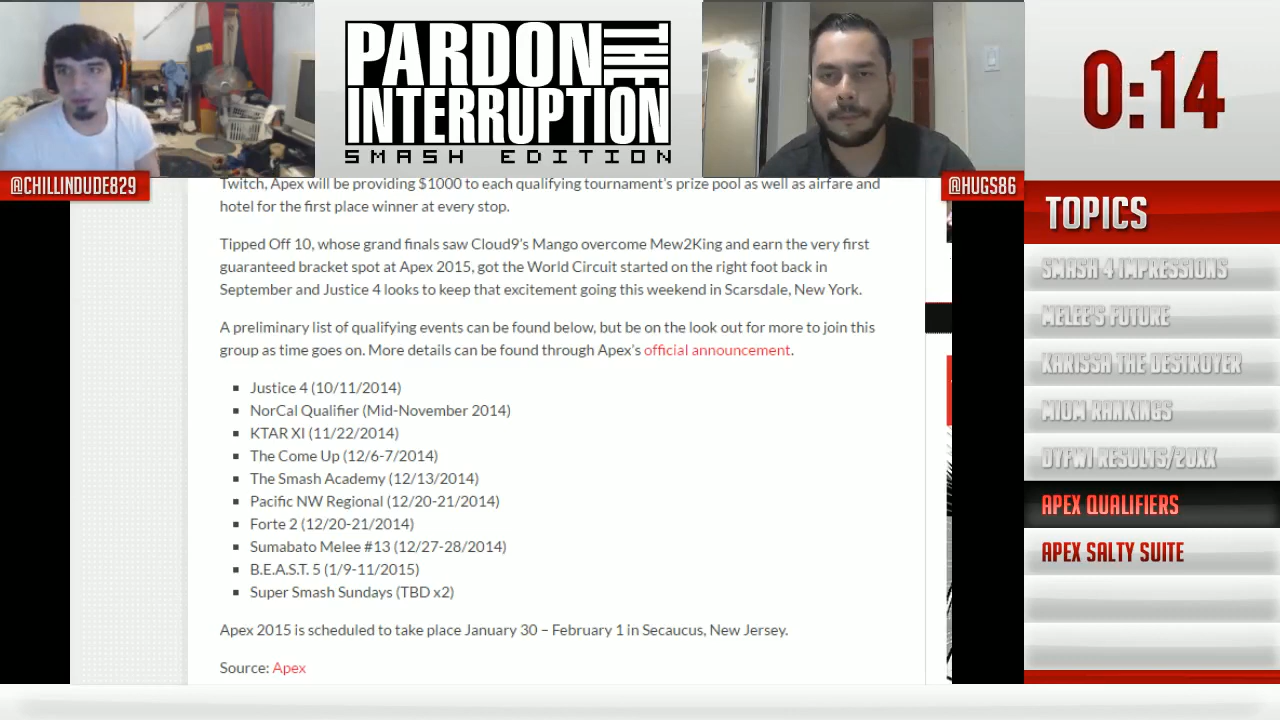 PARDON THE
INTERRUPTION
SMASH EDITION
@CHILLINDUDE829
@HUGS86
0:14
Twitch, Apex will be providing $1000 to each qualifying tournament's prize pool as well as airfare and
hotel for the first place winner at every stop.
Tipped Off 10, whose grand finals saw Cloud9's Mango overcome Mew2King and earn the very first
guaranteed bracket spot at Apex 2015, got the World Circuit started on the right foot back in
September and Justice 4 looks to keep that excitement going this weekend in Scarsdale, New York.
A preliminary list of qualifying events can be found below, but be on the look out for more to join this
group as time goes on. More details can be found through Apex's official announcement.
Justice 4 (10/11/2014)
NorCal Qualifier (Mid-November 2014)
KTAR XI (11/22/2014)
The Come Up (12/6-7/2014)
The Smash Academy (12/13/2014)
Pacific NW Regional (12/20-21/2014)
Forte 2 (12/20-21/2014)
Sumabato Melee #13 (12/27-28/2014)
B.E.A.S.T. 5 (1/9-11/2015)
Super Smash Sundays (TBD x2)
Apex 2015 is scheduled to take place January 30 – February 1 in Secaucus, New Jersey.
Source: Apex
TOPICS
SMASH 4 IMPRESSIONS
MELEE'S FUTURE
KARISSA THE DESTROYER
MIOM RANKINGS
DYFWI RESULTS/20XX
APEX QUALIFIERS
APEX SALTY SUITE